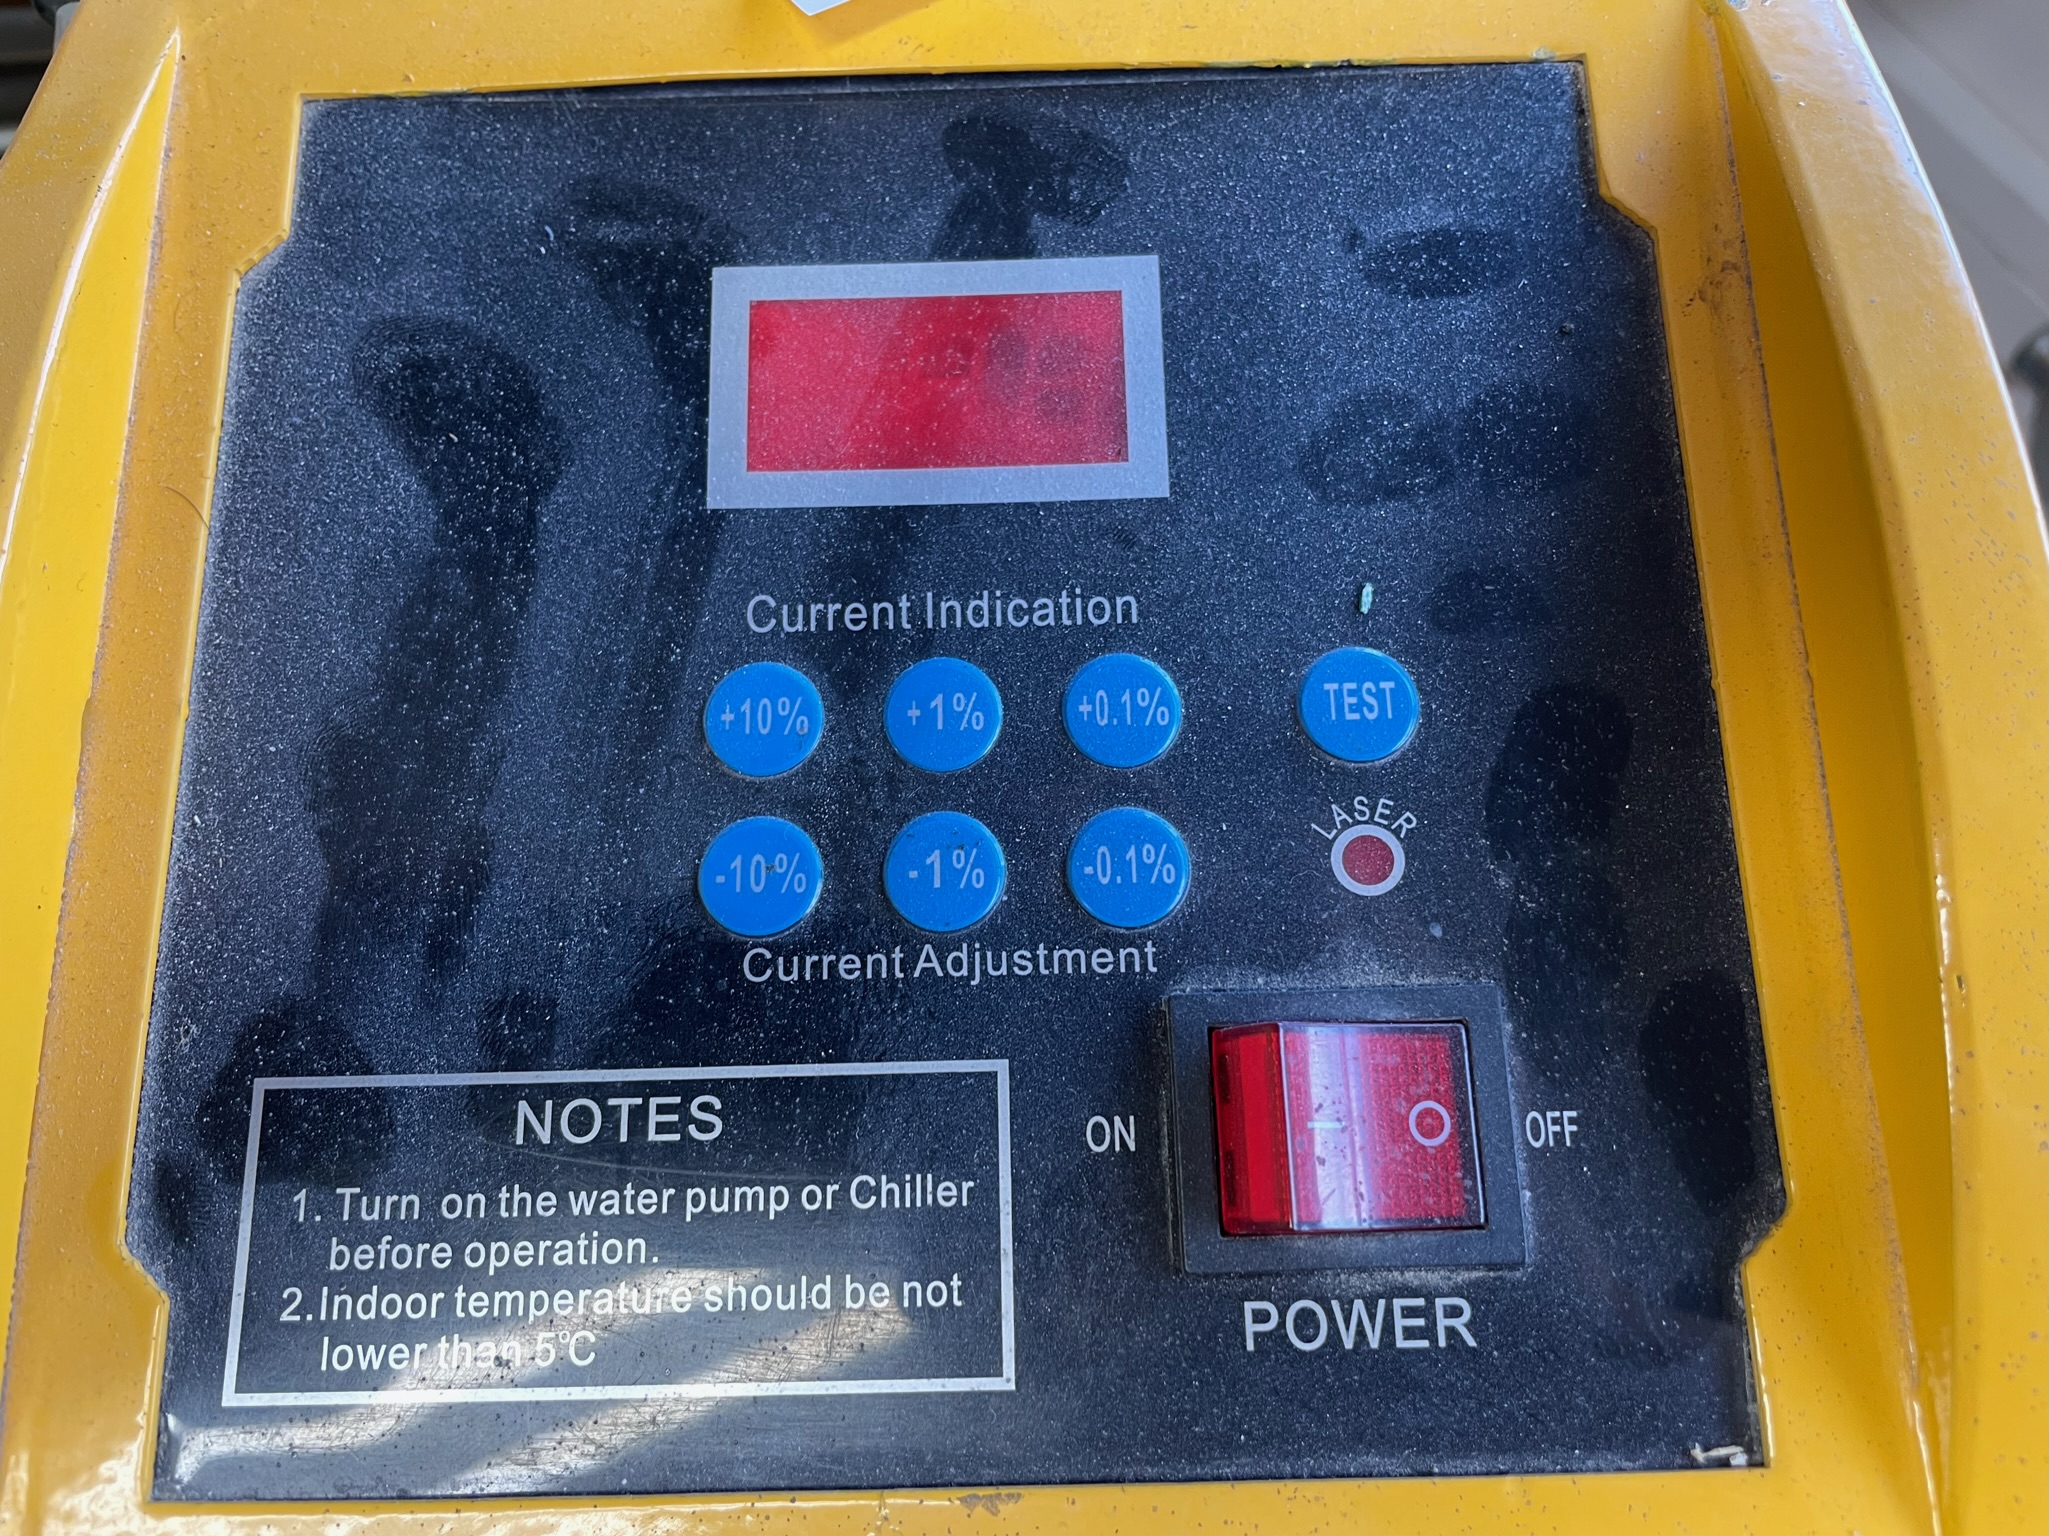 Current Indication
+10% +1% +0.1% TEST
LASER
-10% -1% -0.1%
Current Adjustment
NOTES
1. Turn on the water pump or Chiller
before operation.
2.Indoor temperature should be not
lower than 5℃
ON OFF
POWER